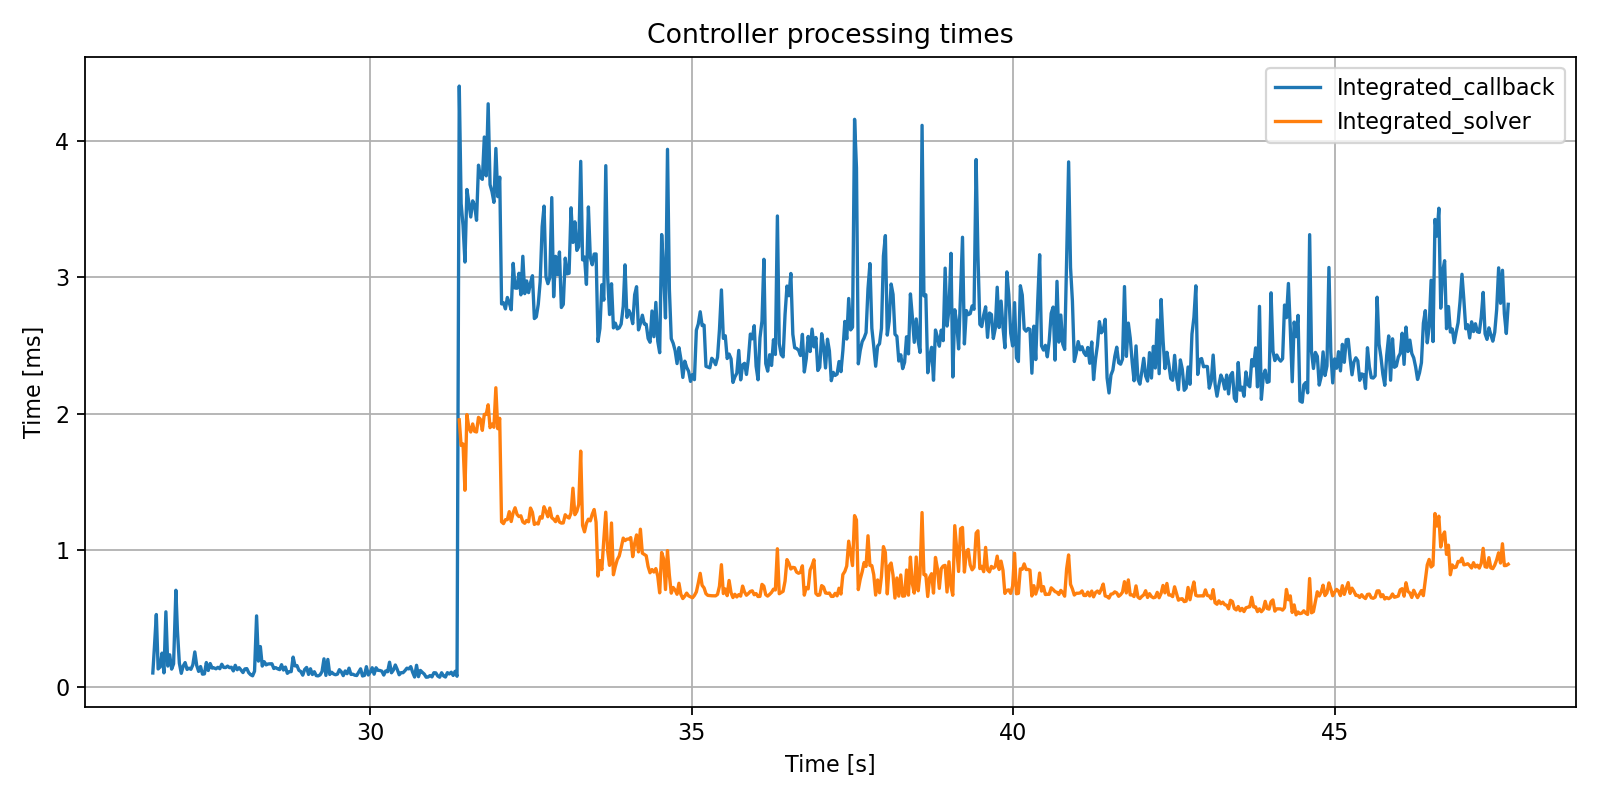 Controller processing times
Integrated_callback
Integrated_solver
Time [ms]
4
3
2
1
0
30
35
40
45
Time [s]